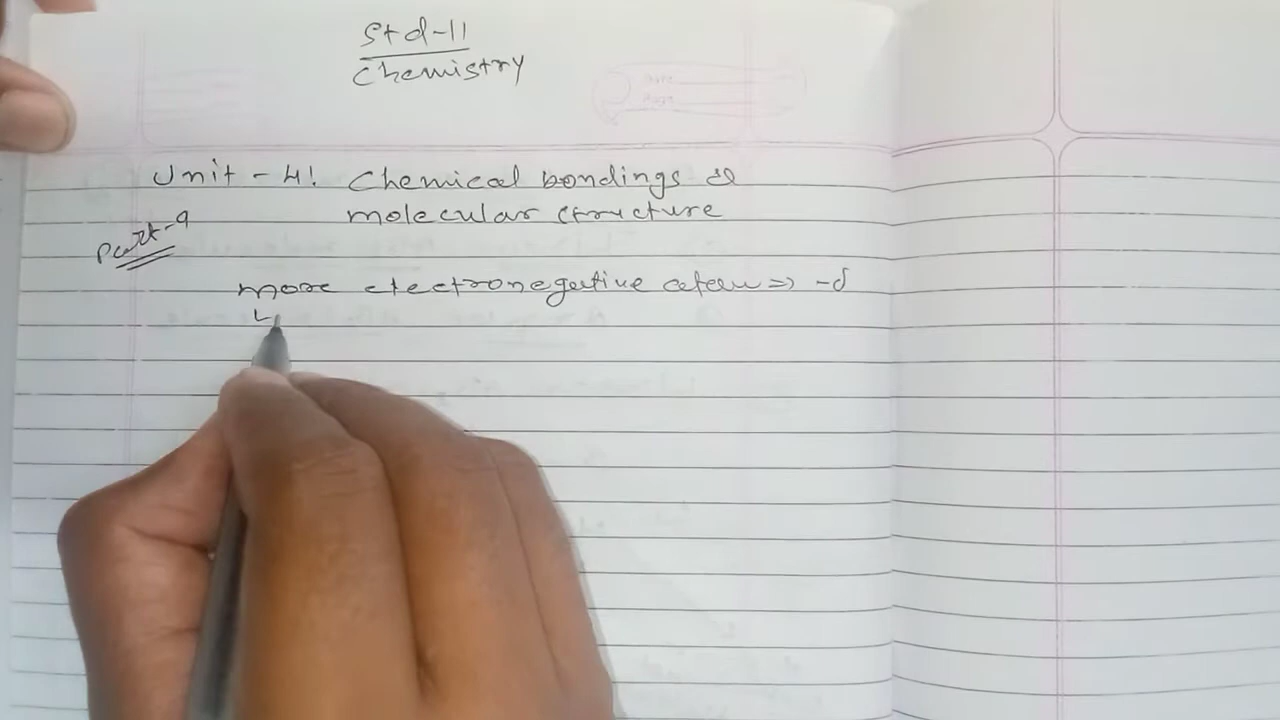 Std-11
Chemistry
Unit-4! Chemical bondings &
molecular structure
Part-9
more electronegative atom => -d